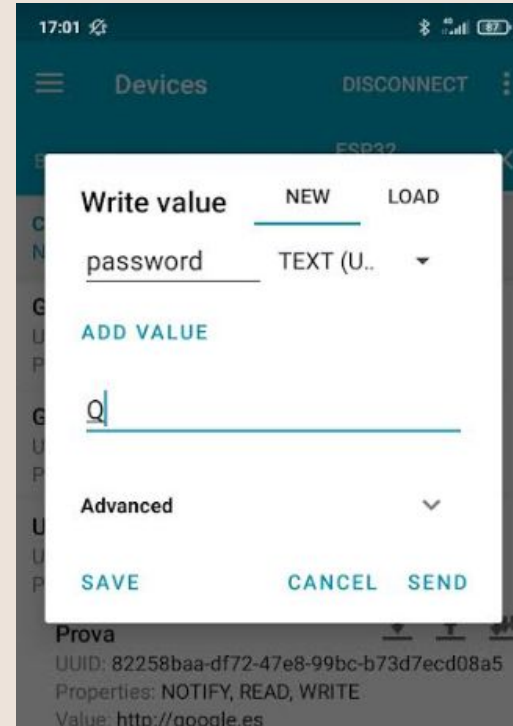 17:01
87
Devices
DISCONNECT
ESP32
Write value
NEW
LOAD
password
TEXT (U..
ADD VALUE
Q
Advanced
SAVE
CANCEL
SEND
Prova
UUID: 82258baa-df72-47e8-99bc-b73d7ecd08a5
Properties: NOTIFY, READ, WRITE
Value: http://google.es